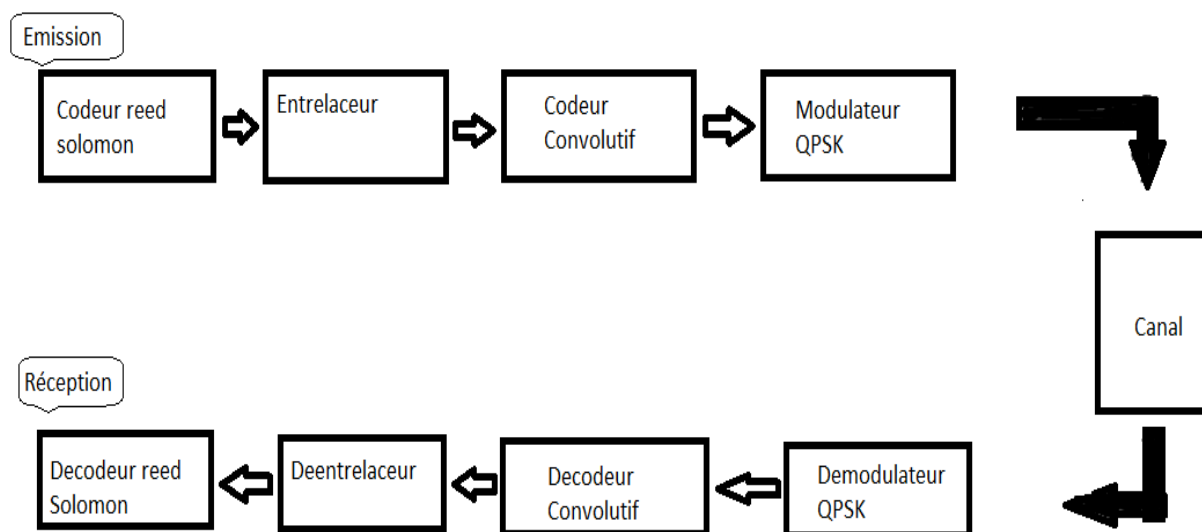 Emission
Codeur reed
solomon
Entrelaceur
Codeur
Convolutif
Modulateur
QPSK
Canal
Réception
Decodeur reed
Solomon
Deentrelaceur
Decodeur
Convolutif
Demodulateur
QPSK